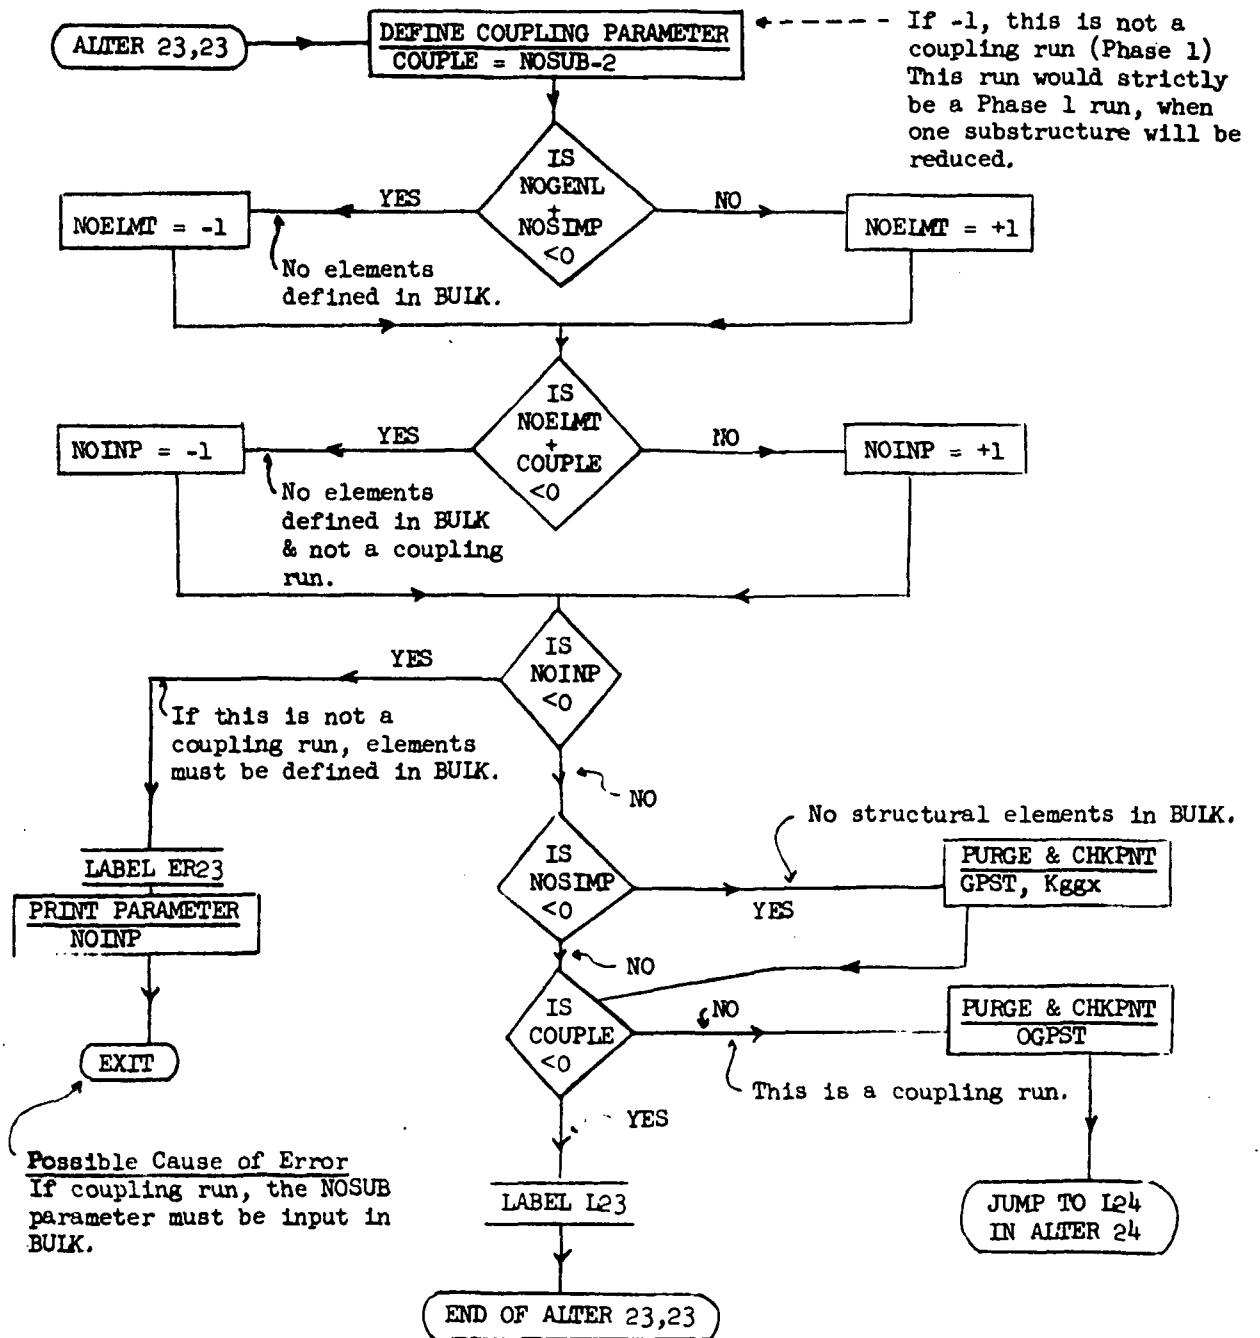 ALTER 23,23
DEFINE COUPLING PARAMETER
COUPLE = NOSUB-2
If -1, this is not a
coupling run (Phase 1)
This run would strictly
be a Phase 1 run, when
one substructure will be
reduced.
IS
NOGENL
+
NOSIMP
<0
YES
NO
NOELMT = -1
NOELMT = +1
No elements
defined in BULK.
IS
NOELMT
+
COUPLE
<0
YES
NO
NOINP = -1
NOINP = +1
No elements
defined in BULK
& not a coupling
run.
IS
NOINP
<0
YES
If this is not a
coupling run, elements
must be defined in BULK.
NO
LABEL ER23
PRINT PARAMETER
NOINP
EXIT
Possible Cause of Error
If coupling run, the NOSUB
parameter must be input in
BULK.
IS
NOSIMP
<0
YES
No structural elements in BULK.
PURGE & CHKPNT
GPST, Kggx
NO
IS
COUPLE
<0
NO
This is a coupling run.
PURGE & CHKPNT
OGPST
JUMP TO L24
IN ALTER 24
YES
LABEL L23
END OF ALTER 23,23